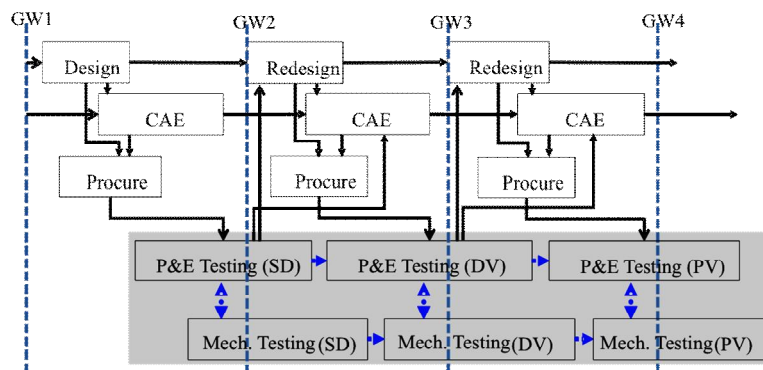 GW1 GW2 GW3 GW4
Design Redesign Redesign
CAE CAE CAE
Procure Procure Procure
P&E Testing (SD) P&E Testing (DV) P&E Testing (PV)
Mech. Testing (SD) Mech. Testing (DV) Mech. Testing (PV)